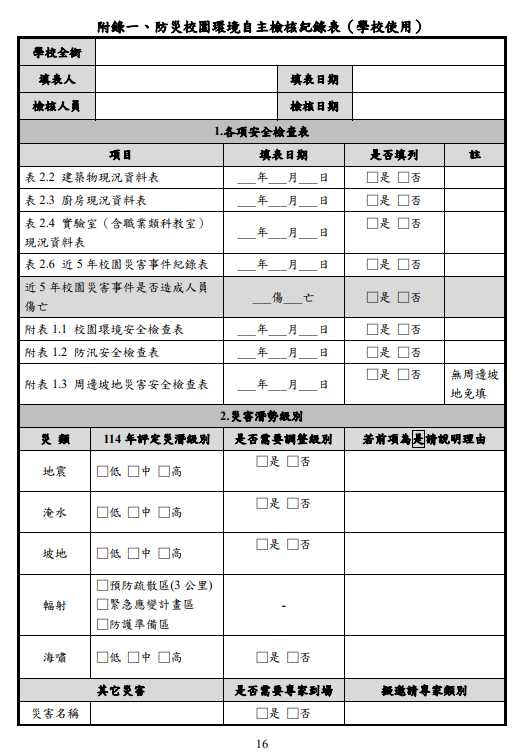 附錄一、防災校園環境自主檢核紀錄表（學校使用）
學校全銜
填表人 填表日期
檢核人員 檢核日期
1.各項安全檢查表
項目 填表日期 是否填列 註
表 2.2 建築物現況資料表 ___年___月___日 □是 □否
表 2.3 廚房現況資料表 ___年___月___日 □是 □否
表 2.4 實驗室（含職業類科教室） ___年___月___日 □是 □否
現況資料表
表 2.6 近 5 年校園災害事件紀錄表 ___年___月___日 □是 □否
近 5 年校園災害事件是否造成人員 ___傷___亡 □是 □否
傷亡
附表 1.1 校園環境安全檢查表 ___年___月___日 □是 □否
附表 1.2 防汛安全檢查表 ___年___月___日 □是 □否
附表 1.3 周邊坡地災害安全檢查表 ___年___月___日 □是 □否 無周邊坡
地免填
2.災害潛勢級別
災 類 114 年評定災潛級別 是否需要調整級別 若前項為是請說明理由
地震 □低 □中 □高 □是 □否
淹水 □低 □中 □高 □是 □否
坡地 □低 □中 □高 □是 □否
輻射 □預防疏散區(3 公里) -
□緊急應變計畫區
□防護準備區
海嘯 □低 □中 □高 □是 □否
其它災害 是否需要專家到場 擬邀請專家類別
災害名稱 □是 □否
16